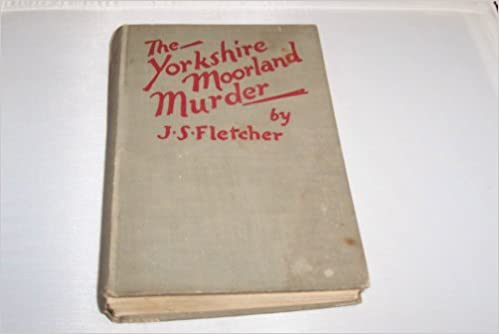 The
Yorkshire
Moorland
Murder
by
J.S.Fletcher